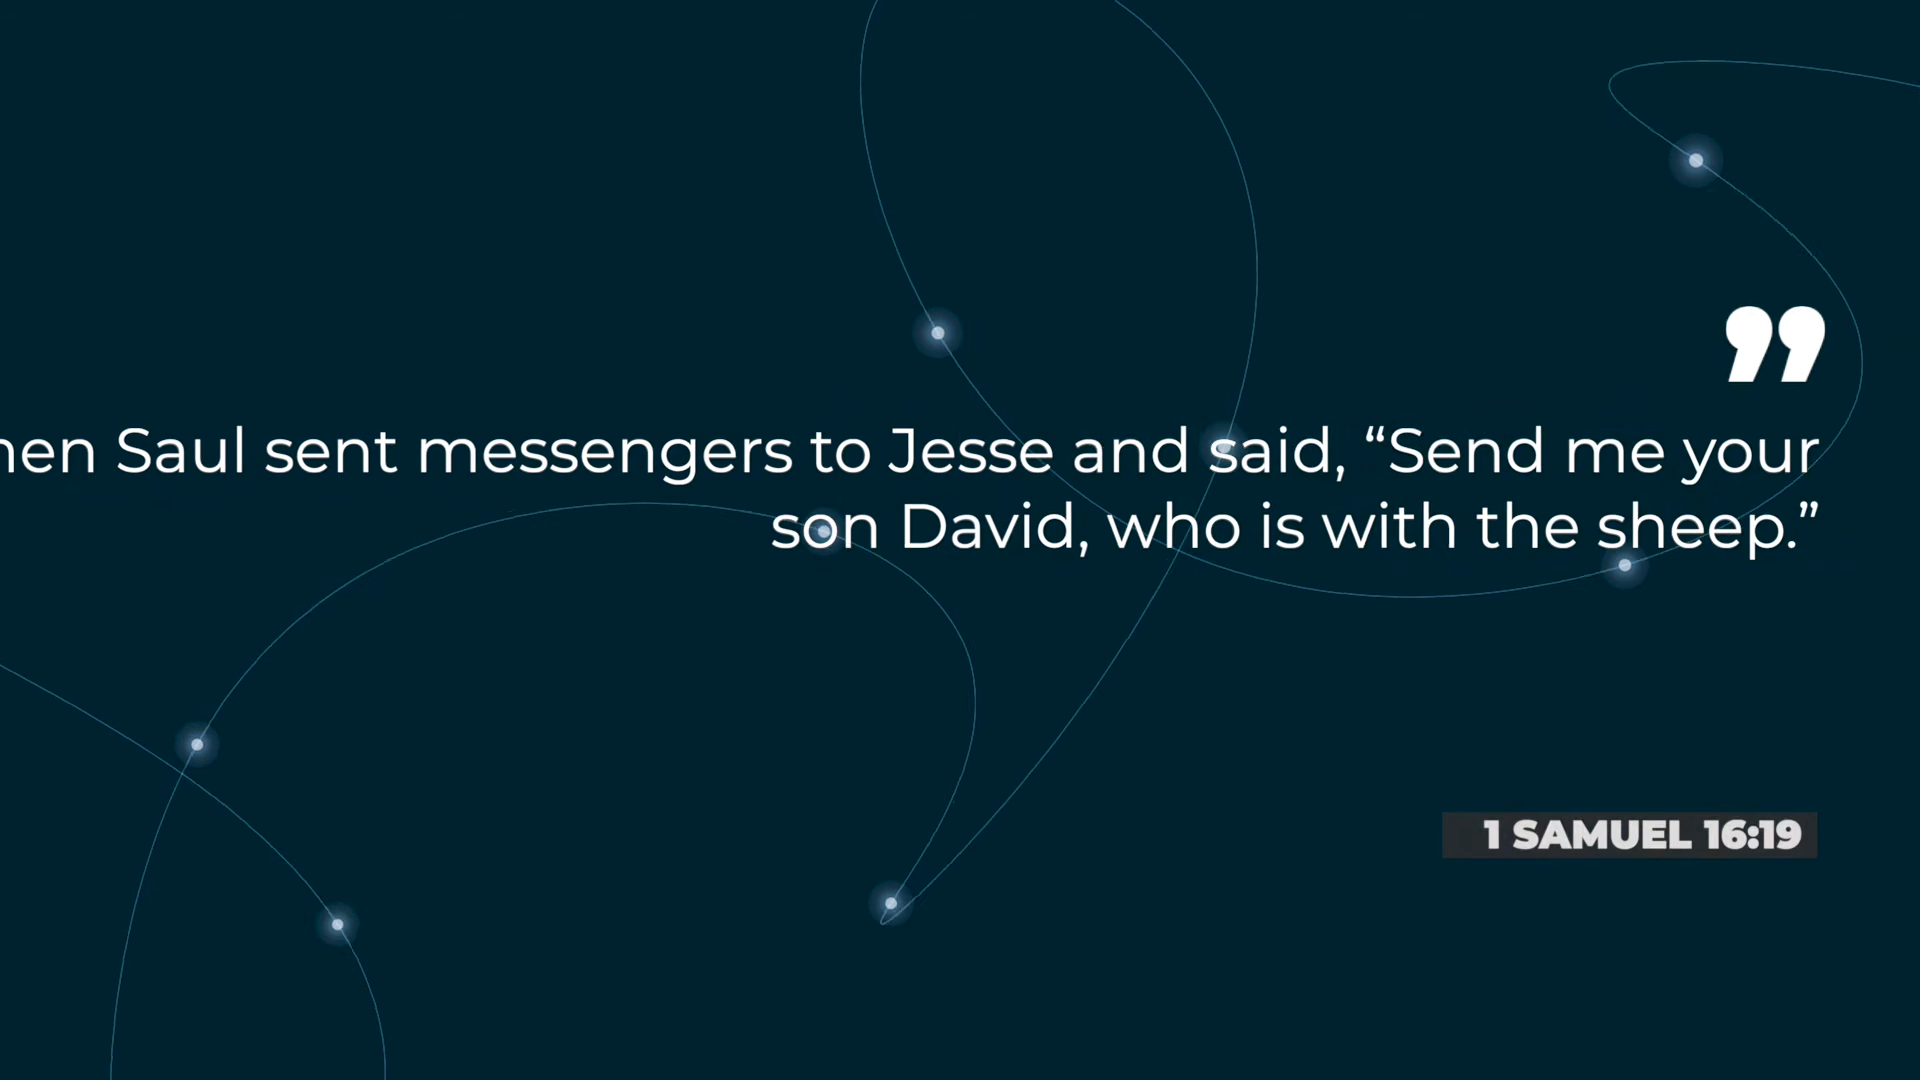 ”
hen Saul sent messengers to Jesse and said, “Send me your
son David, who is with the sheep.”
1 SAMUEL 16:19